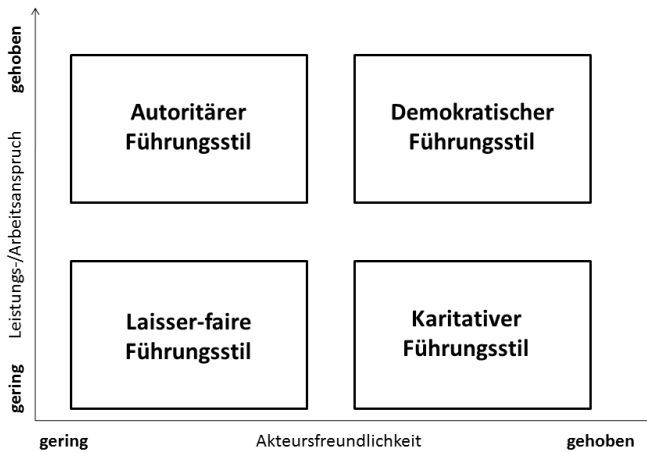 gehoben
Leistungs-/Arbeitsanspruch
gering
Autoritärer
Führungsstil
Demokratischer
Führungsstil
Laisser-faire
Führungsstil
Karitativer
Führungsstil
gering
Akteursfreundlichkeit
gehoben